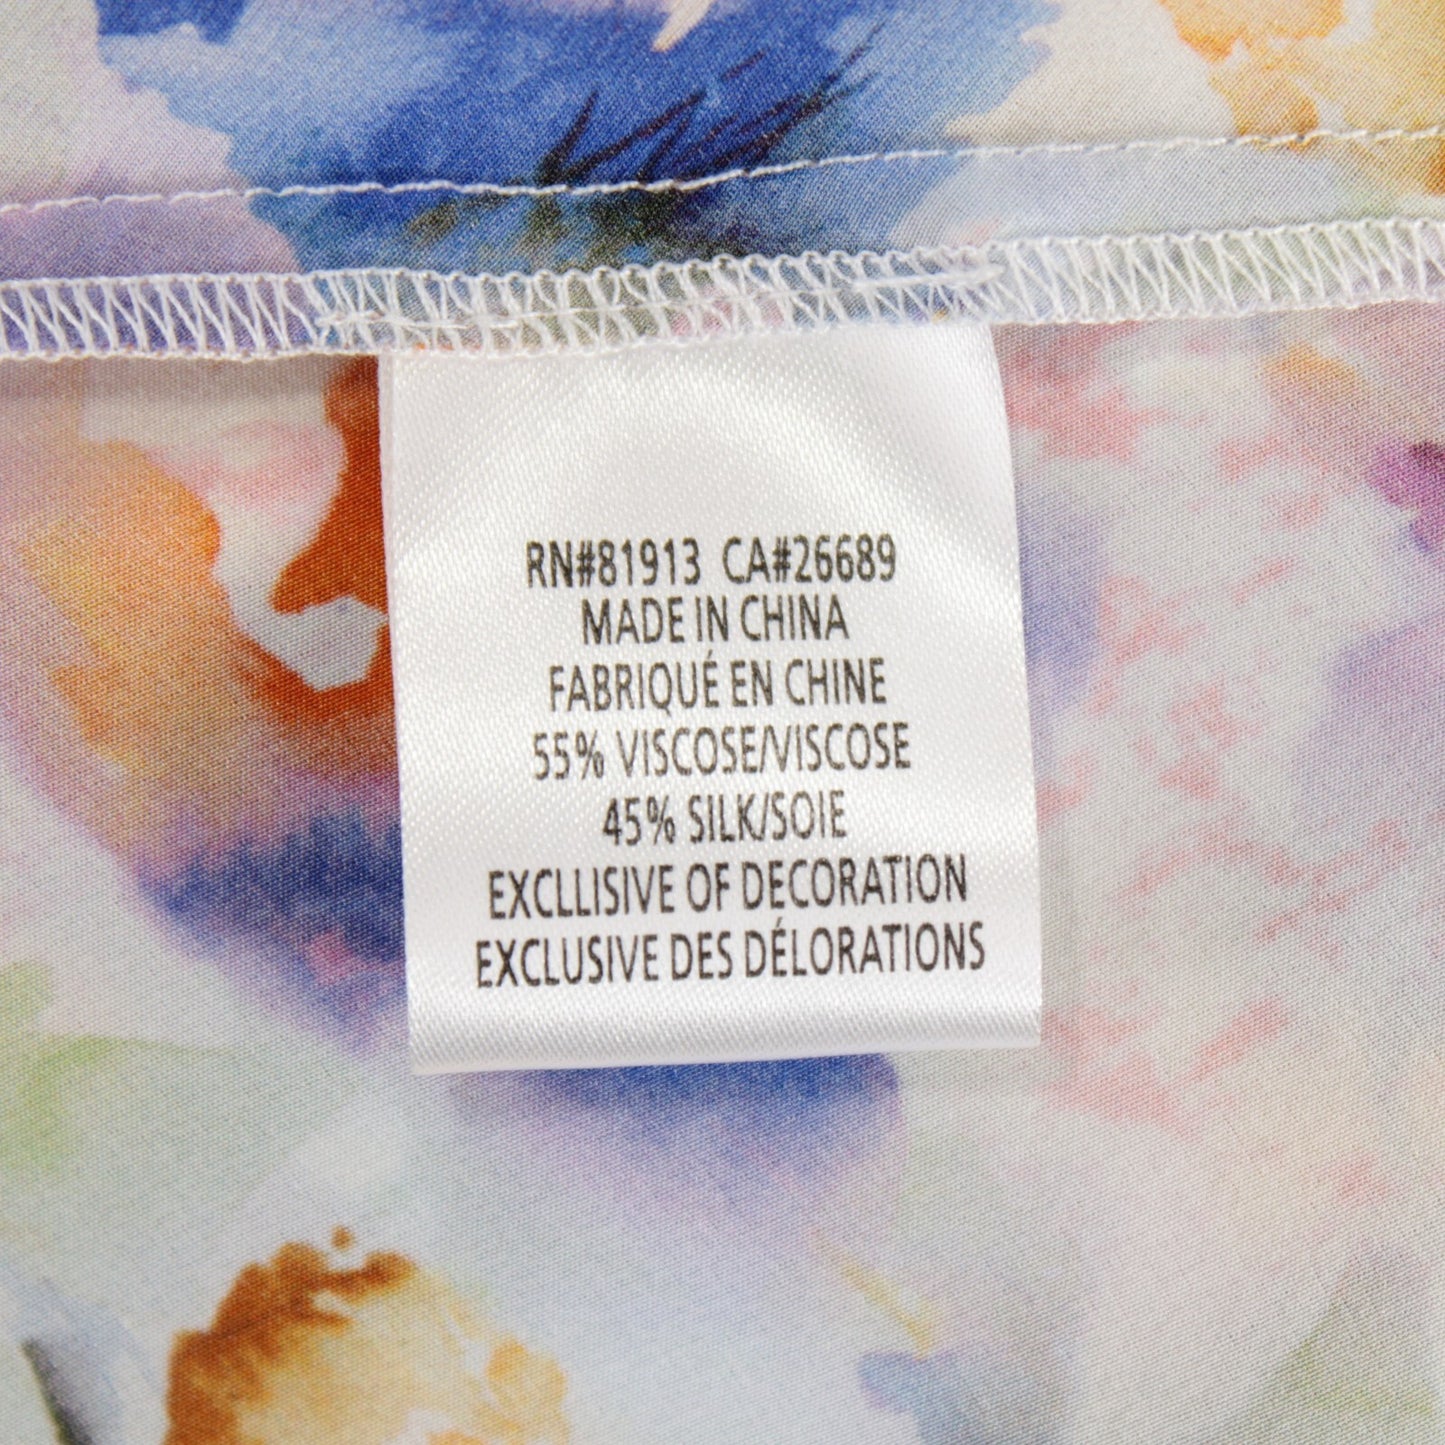 RN#81913 CA#26689
MADE IN CHINA
FABRIQUÉ EN CHINE
55% VISCOSE/VISCOSE
45% SILK/SOIE
EXCLLISIVE OF DECORATION
EXCLUSIVE DES DÉLORATIONS